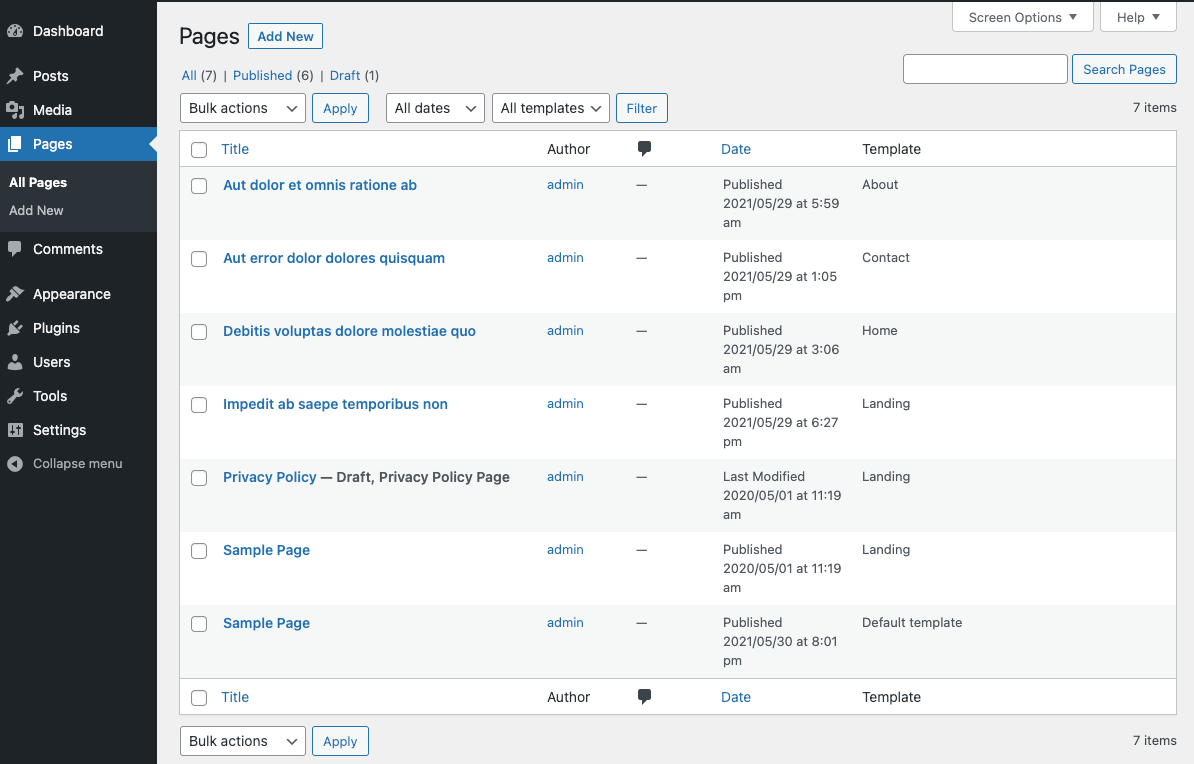 Dashboard
Posts
Media
Pages
All Pages
Add New
Comments
Appearance
Plugins
Users
Tools
Settings
Collapse menu
Screen Options
Help
Pages
Add New
All (7) | Published (6) | Draft (1)
Search Pages
Bulk actions
Apply
All dates
All templates
Filter
7 items
Title Author Date Template
Aut dolor et omnis ratione ab admin — Published About
2021/05/29 at 5:59
am
Aut error dolor dolores quisquam admin — Published Contact
2021/05/29 at 1:05
pm
Debitis voluptas dolore molestiae quo admin — Published Home
2021/05/29 at 3:06
am
Impedit ab saepe temporibus non admin — Published Landing
2021/05/29 at 6:27
pm
Privacy Policy — Draft, Privacy Policy Page admin — Last Modified Landing
2020/05/01 at 11:19
am
Sample Page admin — Published Landing
2020/05/01 at 11:19
am
Sample Page admin — Published Default template
2021/05/30 at 8:01
pm
Title Author Date Template
Bulk actions
Apply
7 items